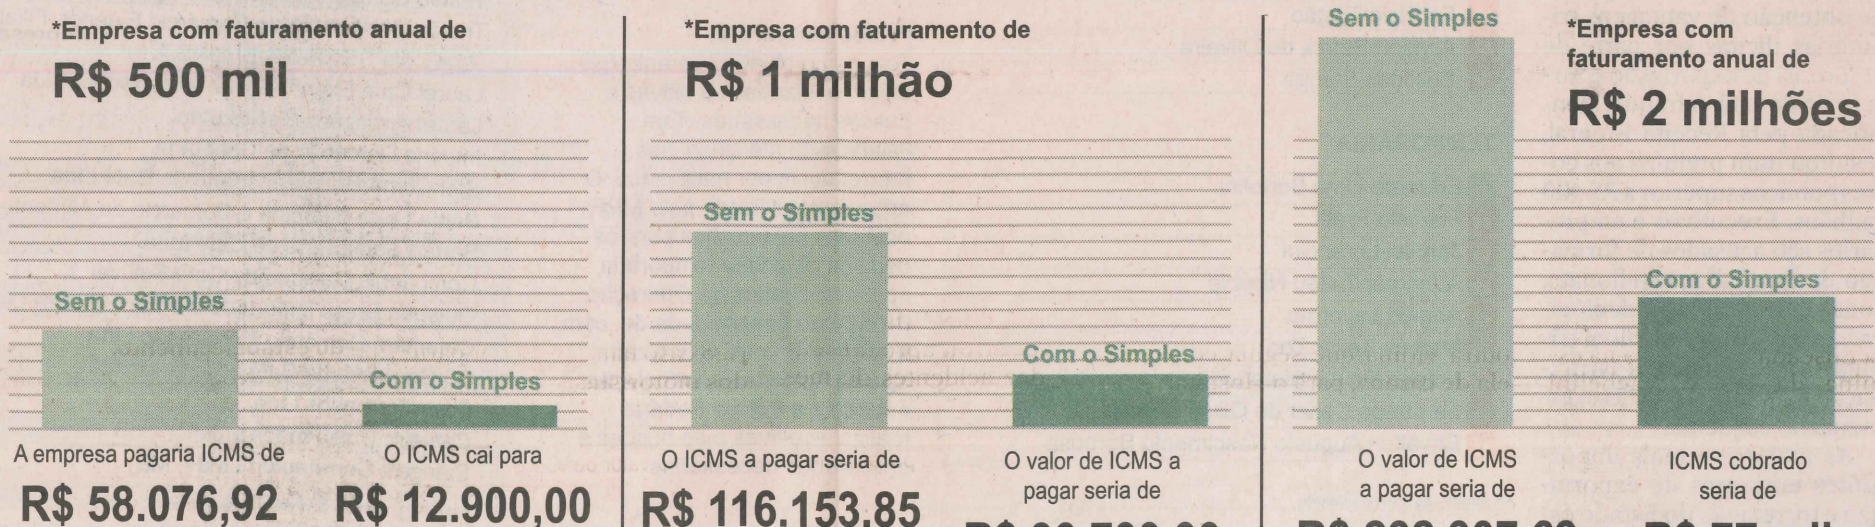 *Empresa com faturamento anual de
R$ 500 mil
Sem o Simples
Com o Simples
A empresa pagaria ICMS de
R$ 58.076,92
O ICMS cai para
R$ 12.900,00
*Empresa com faturamento de
R$ 1 milhão
Sem o Simples
Com o Simples
O ICMS a pagar seria de
R$ 116.153,85
O valor de ICMS a
pagar seria de
*Empresa com
faturamento anual de
R$ 2 milhões
Sem o Simples
Com o Simples
O valor de ICMS
a pagar seria de
ICMS cobrado
seria de